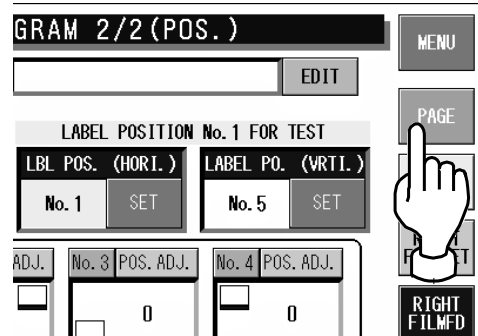 GRAM 2/2(POS.)
MENU
EDIT
PAGE
LABEL POSITION No.1 FOR TEST
LBL POS. (HORI.) LABEL PO. (VRTI.)
No.1 SET No.5 SET
ADJ. No.3 POS.ADJ. No.4 POS.ADJ.
0 0
RIGHT
FILMFD